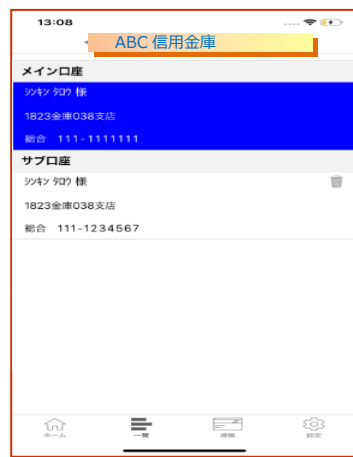 13:08
ABC 信用金庫
メイン口座
シンキン タロウ 様
1823金庫038支店
総合 111-1111111
サブ口座
シンキン タロウ 様
1823金庫038支店
総合 111-1234567
ホーム 一覧 通帳 設定